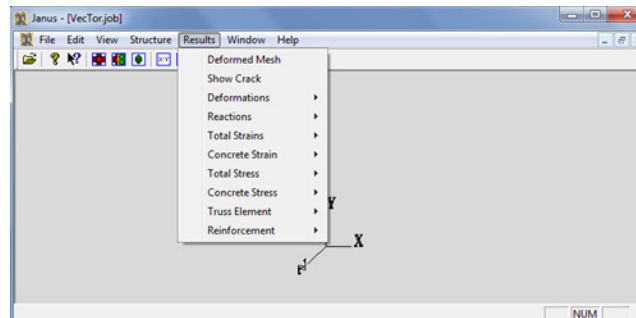 Janus - [VecTor.job]
File Edit View Structure Results Window Help
Deformed Mesh
Show Crack
Deformations
Reactions
Total Strains
Concrete Strain
Total Stress
Concrete Stress
Truss Element
Reinforcement
Y
X
NUM